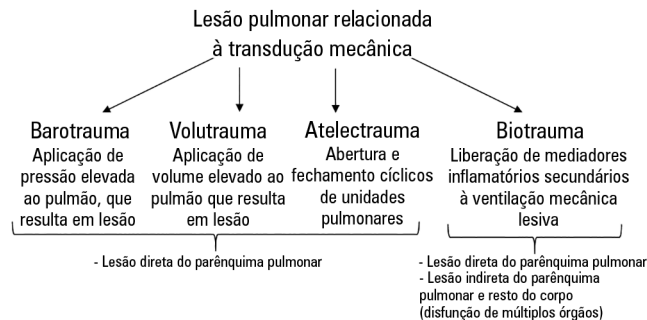 Lesão pulmonar relacionada
à transdução mecânica
Barotrauma
Aplicação de
pressão elevada
ao pulmão, que
resulta em lesão
Volutrauma
Aplicação de
volume elevado ao
pulmão que resulta
em lesão
Atelectrauma
Abertura e
fechamento cíclicos
de unidades
pulmonares
Biotrauma
Liberação de mediadores
inflamatórios secundários
à ventilação mecânica
lesiva
- Lesão direta do parênquima pulmonar
- Lesão direta do parênquima pulmonar
- Lesão indireta do parênquima
pulmonar e resto do corpo
(disfunção de múltiplos órgãos)